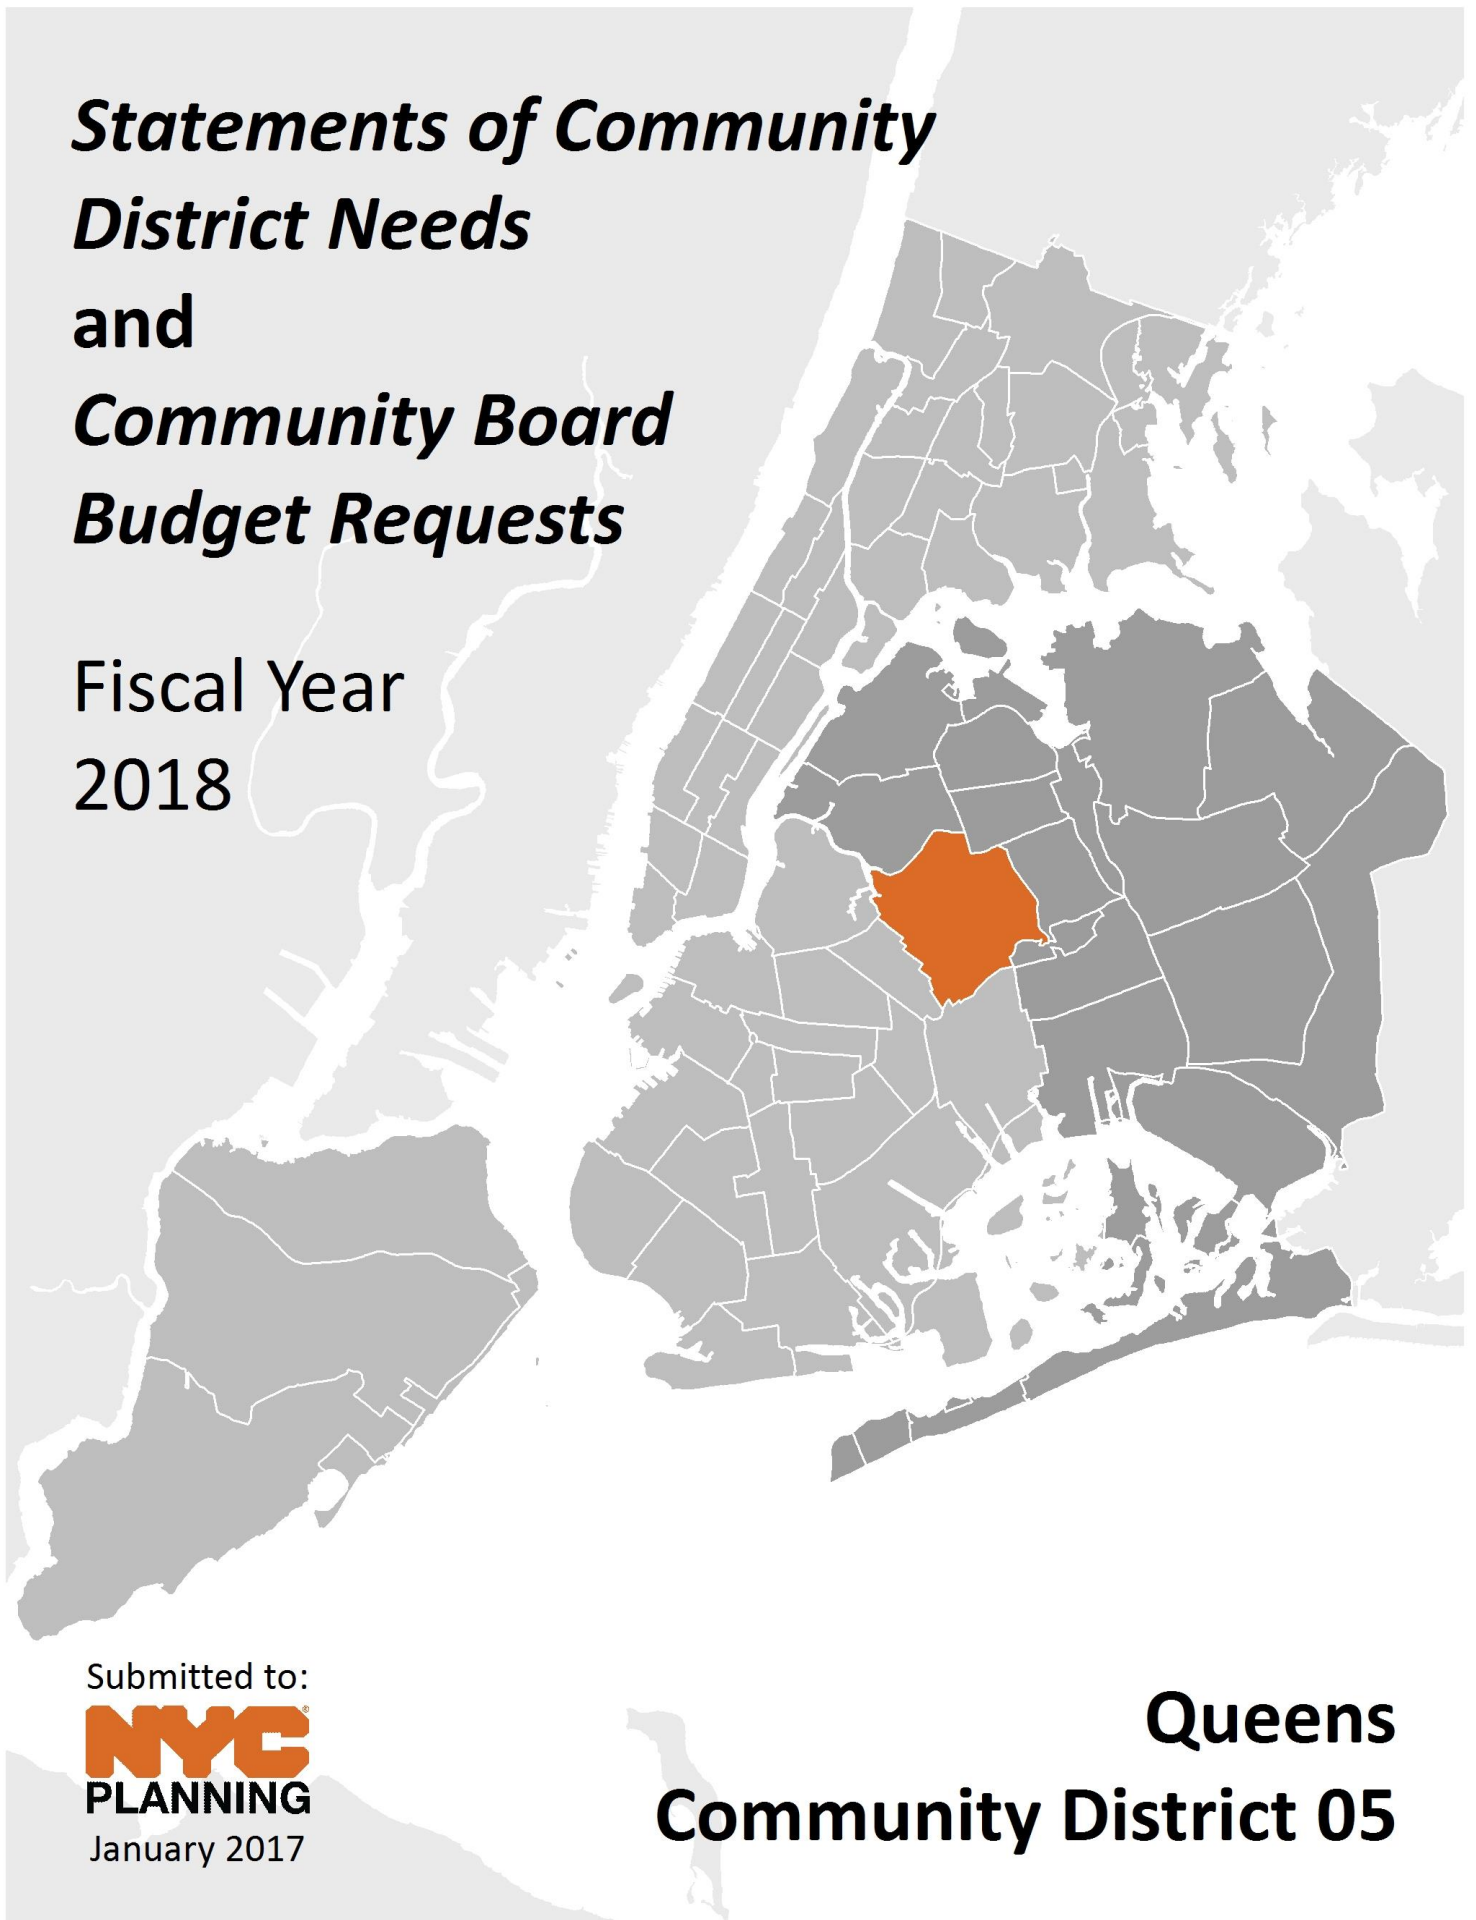 Statements of Community
District Needs
and
Community Board
Budget Requests
Fiscal Year
2018
Submitted to:
NYC®
PLANNING
January 2017
Queens
Community District 05